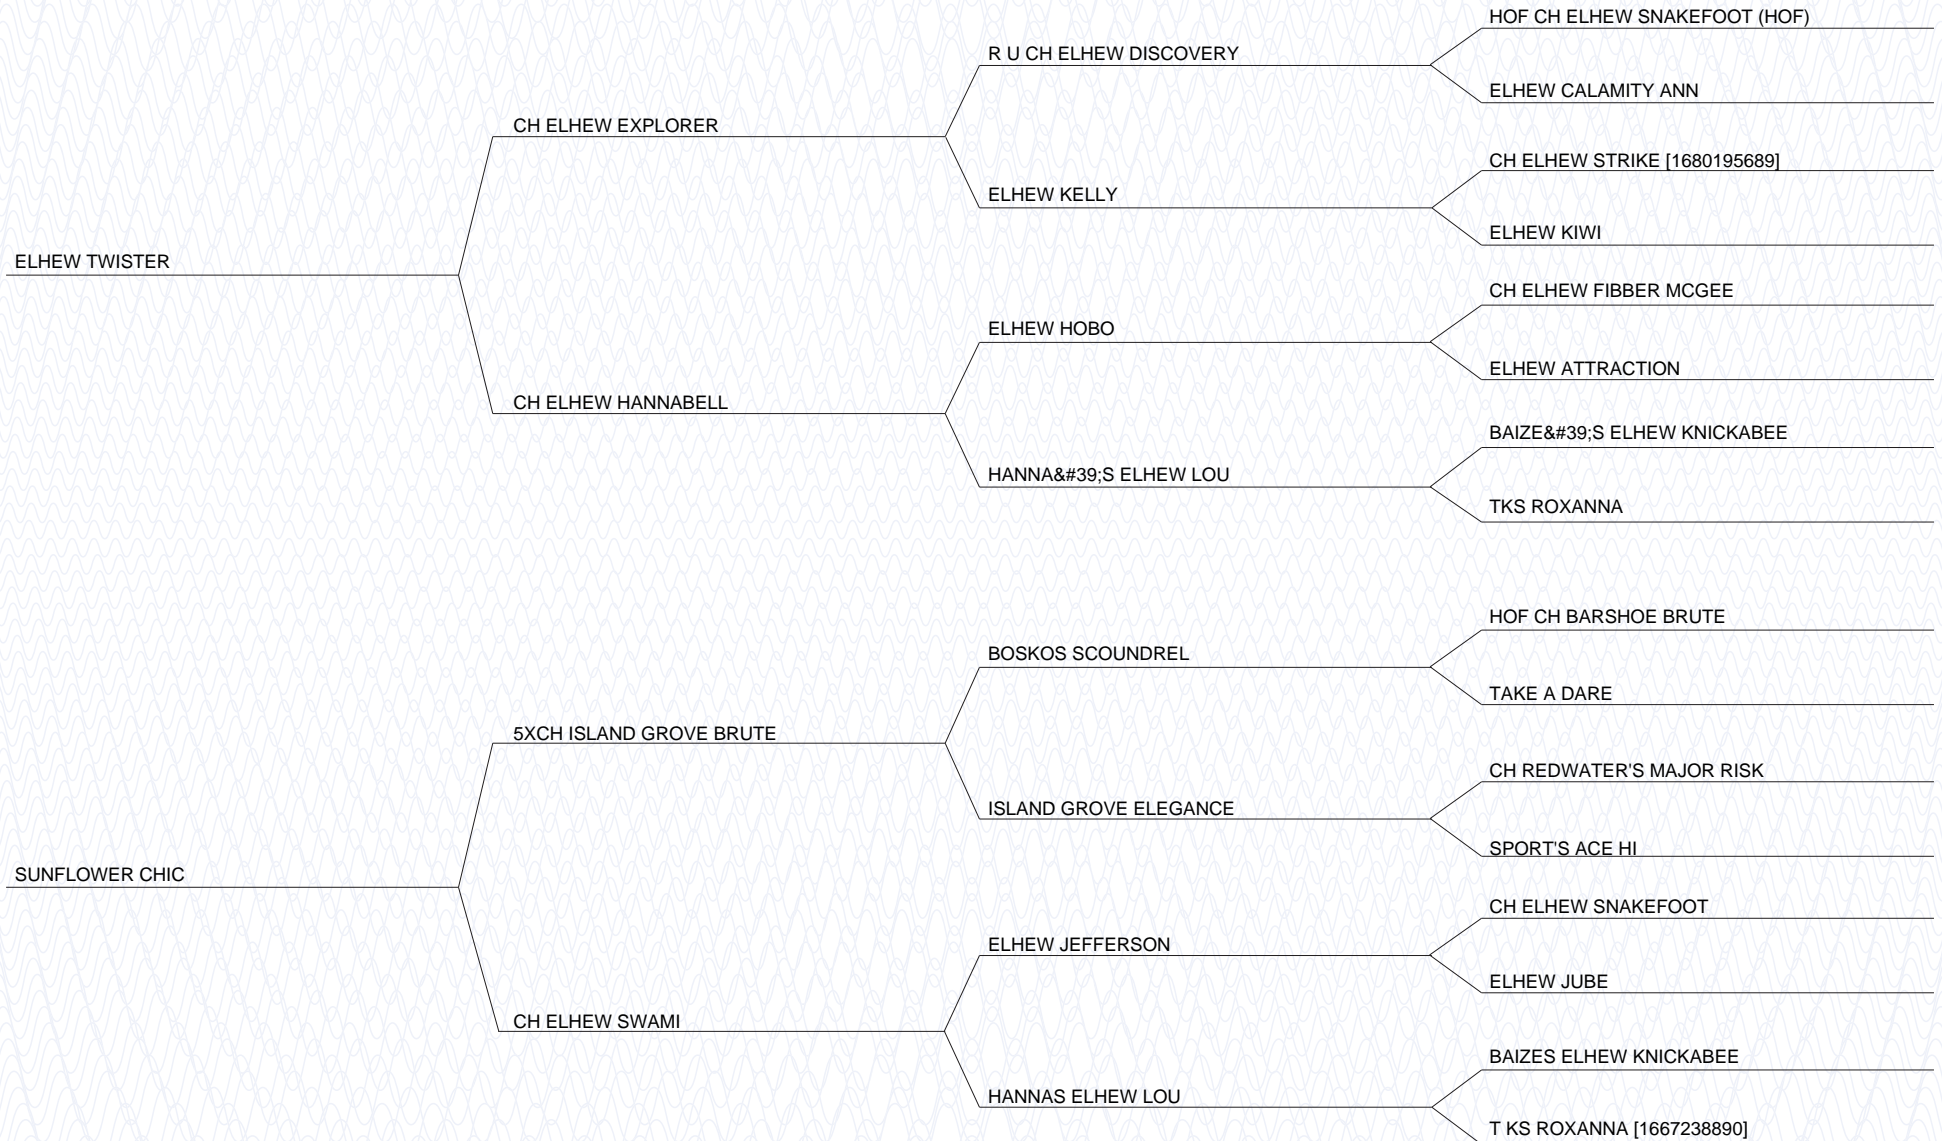 HOF CH ELHEW SNAKEFOOT (HOF)
R U CH ELHEW DISCOVERY
ELHEW CALAMITY ANN
CH ELHEW EXPLORER
CH ELHEW STRIKE [1680195689]
ELHEW KELLY
ELHEW KIWI
ELHEW TWISTER
CH ELHEW FIBBER MCGEE
ELHEW HOBO
ELHEW ATTRACTION
CH ELHEW HANNABELL
BAIZE&#39;S ELHEW KNICKABEE
HANNA&#39;S ELHEW LOU
TKS ROXANNA
HOF CH BARSHOE BRUTE
BOSKOS SCOUNDREL
TAKE A DARE
5XCH ISLAND GROVE BRUTE
CH REDWATER'S MAJOR RISK
ISLAND GROVE ELEGANCE
SPORT'S ACE HI
SUNFLOWER CHIC
CH ELHEW SNAKEFOOT
ELHEW JEFFERSON
ELHEW JUBE
CH ELHEW SWAMI
BAIZES ELHEW KNICKABEE
HANNAS ELHEW LOU
T KS ROXANNA [1667238890]